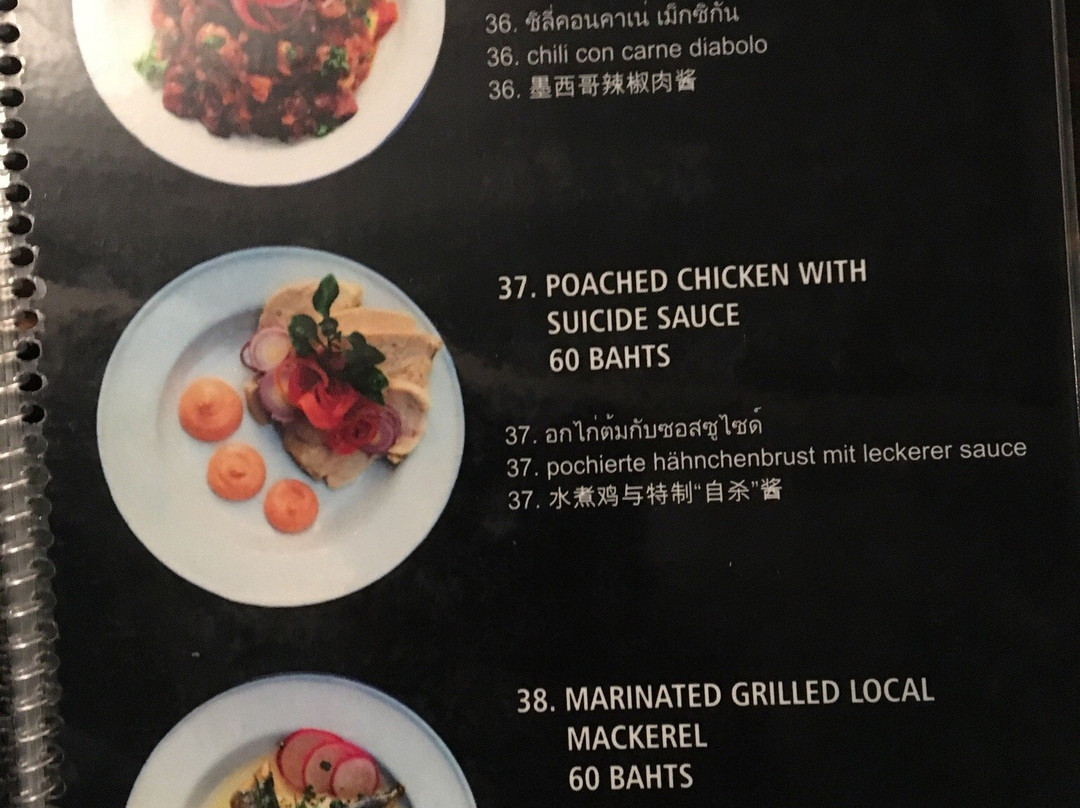 36. ชิลี่คอนคาเน่ เม็กซิกัน
36. chili con carne diabolo
36. 墨西哥辣椒肉酱
37. POACHED CHICKEN WITH
SUICIDE SAUCE
60 BAHTS
37. อกไก่ต้มกับซอสซูไซด์
37. pochierte hähnchenbrust mit leckerer sauce
37. 水煮鸡与特制“自杀”酱
38. MARINATED GRILLED LOCAL
MACKEREL
60 BAHTS